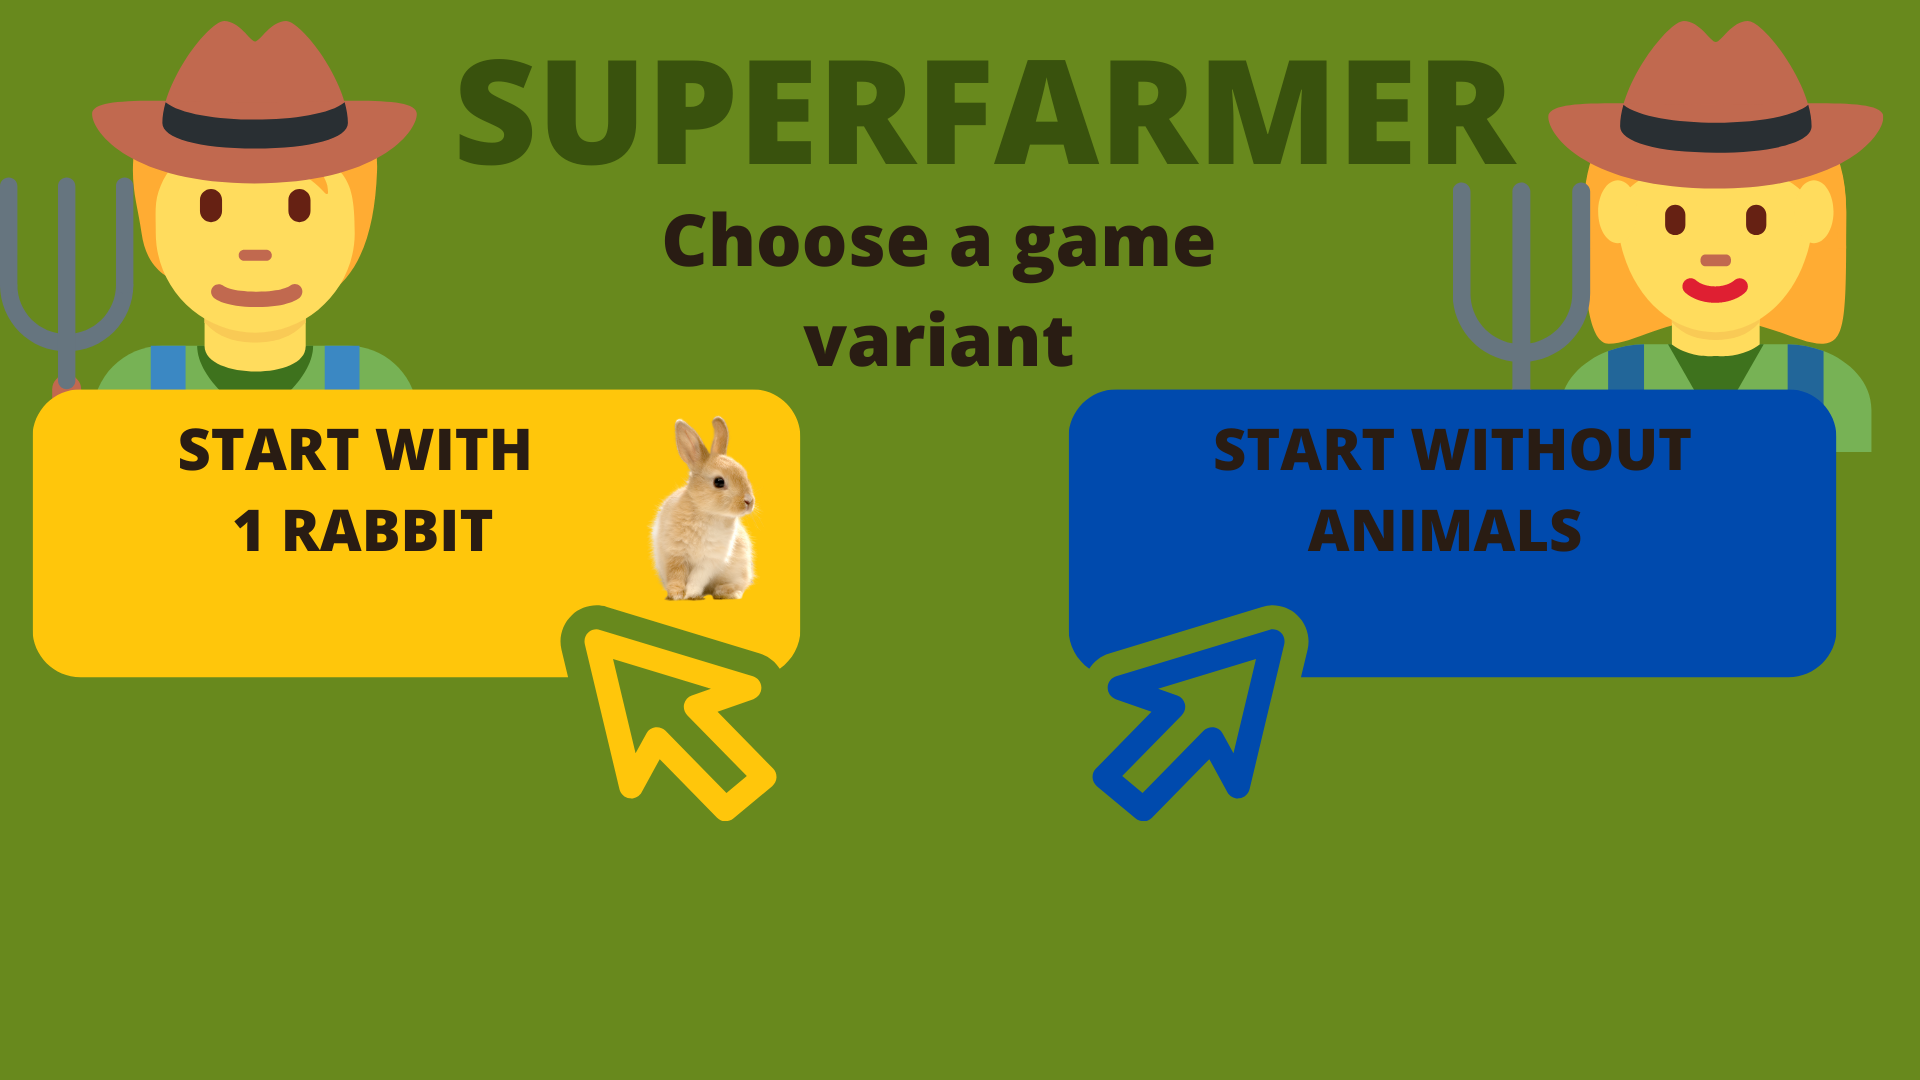 SUPERFARMER
Choose a game
variant
START WITH
1 RABBIT
START WITHOUT
ANIMALS